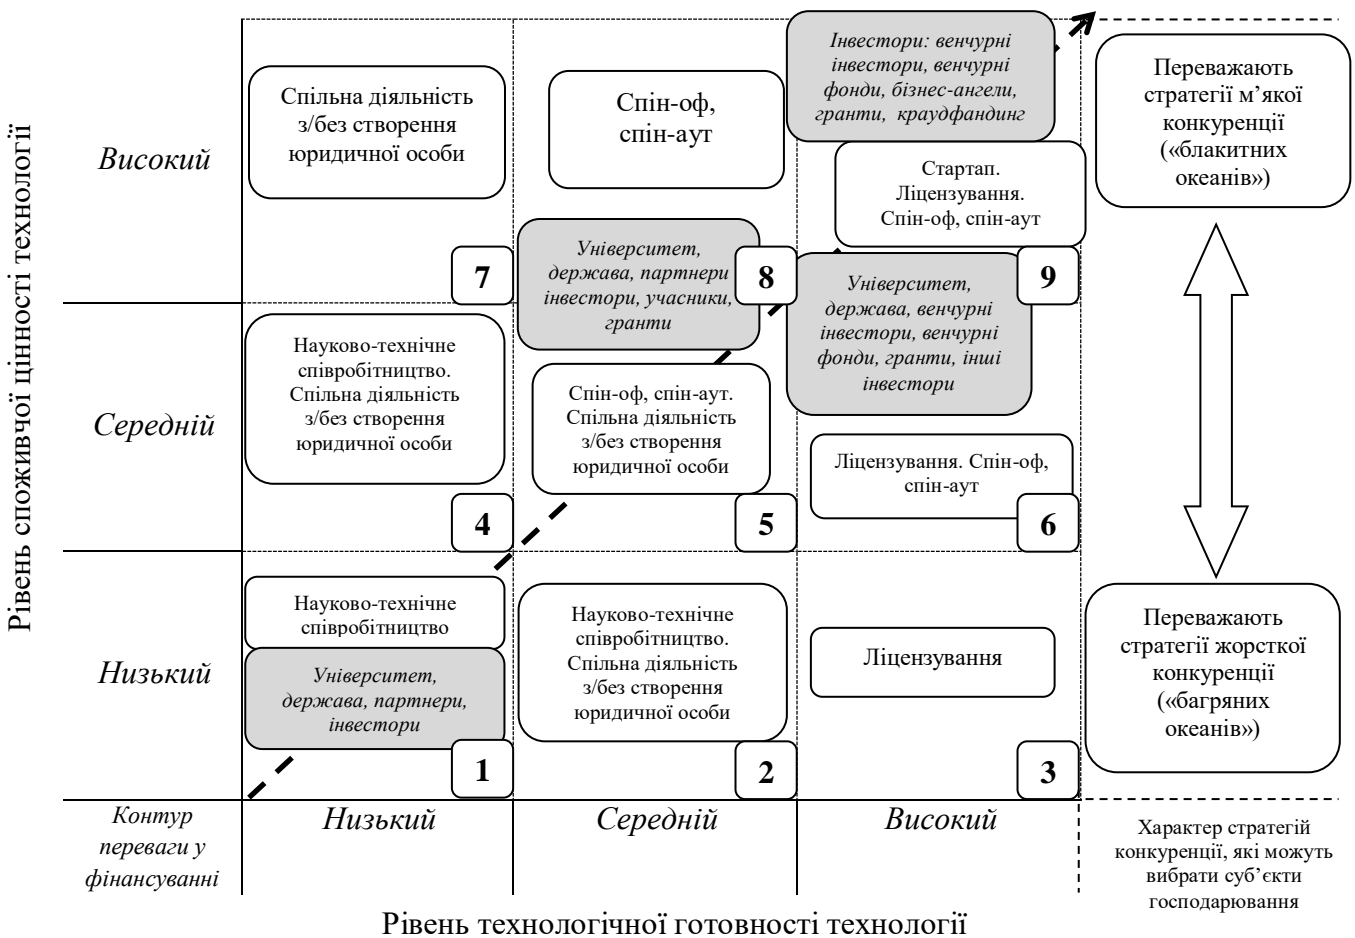 Рівень споживчої цінності технології
Високий
Спільна діяльність
з/без створення
юридичної особи
7
Спін-оф,
спін-аут
Університет,
держава, партнери
інвестори, учасники,
гранти
8
Інвестори: венчурні
інвестори, венчурні
фонди, бізнес-ангели,
гранти, краудфандинг
Стартап.
Ліцензування.
Спін-оф, спін-аут
9
Переважають
стратегії м’якої
конкуренції
(«блакитних
океанів»)
Середній
Науково-технічне
співробітництво.
Спільна діяльність
з/без створення
юридичної особи
4
Спін-оф, спін-аут.
Спільна діяльність
з/без створення
юридичної особи
5
Університет,
держава, венчурні
інвестори, венчурні
фонди, гранти, інші
інвестори
Ліцензування. Спін-оф,
спін-аут
6
Низький
Науково-технічне
співробітництво
Університет,
держава, партнери,
інвестори
1
Науково-технічне
співробітництво.
Спільна діяльність
з/без створення
юридичної особи
2
Ліцензування
3
Переважають
стратегії жорсткої
конкуренції
(«багряних
океанів»)
Контур
переваги у
фінансуванні
Низький
Середній
Високий
Характер стратегій
конкуренції, які можуть
вибрати суб’єкти
господарювання
Рівень технологічної готовності технології